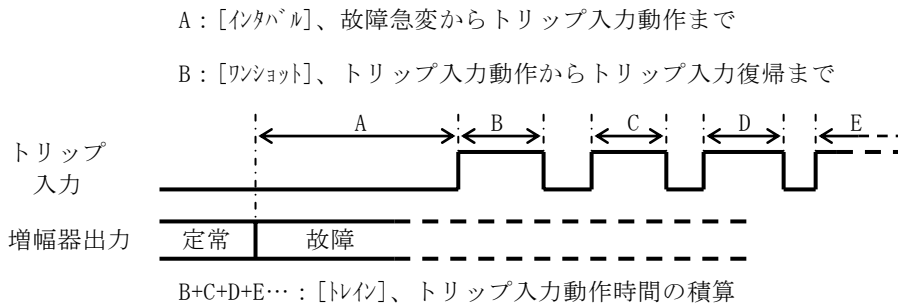 A：[ｲﾝﾀﾊﾞﾙ]、故障急変からトリップ入力動作まで
B：[ﾜﾝｼｮｯﾄ]、トリップ入力動作からトリップ入力復帰まで
A B C D E
トリップ
入力
増幅器出力 定常 故障
B+C+D+E…：[ﾄﾚｲﾝ]、トリップ入力動作時間の積算